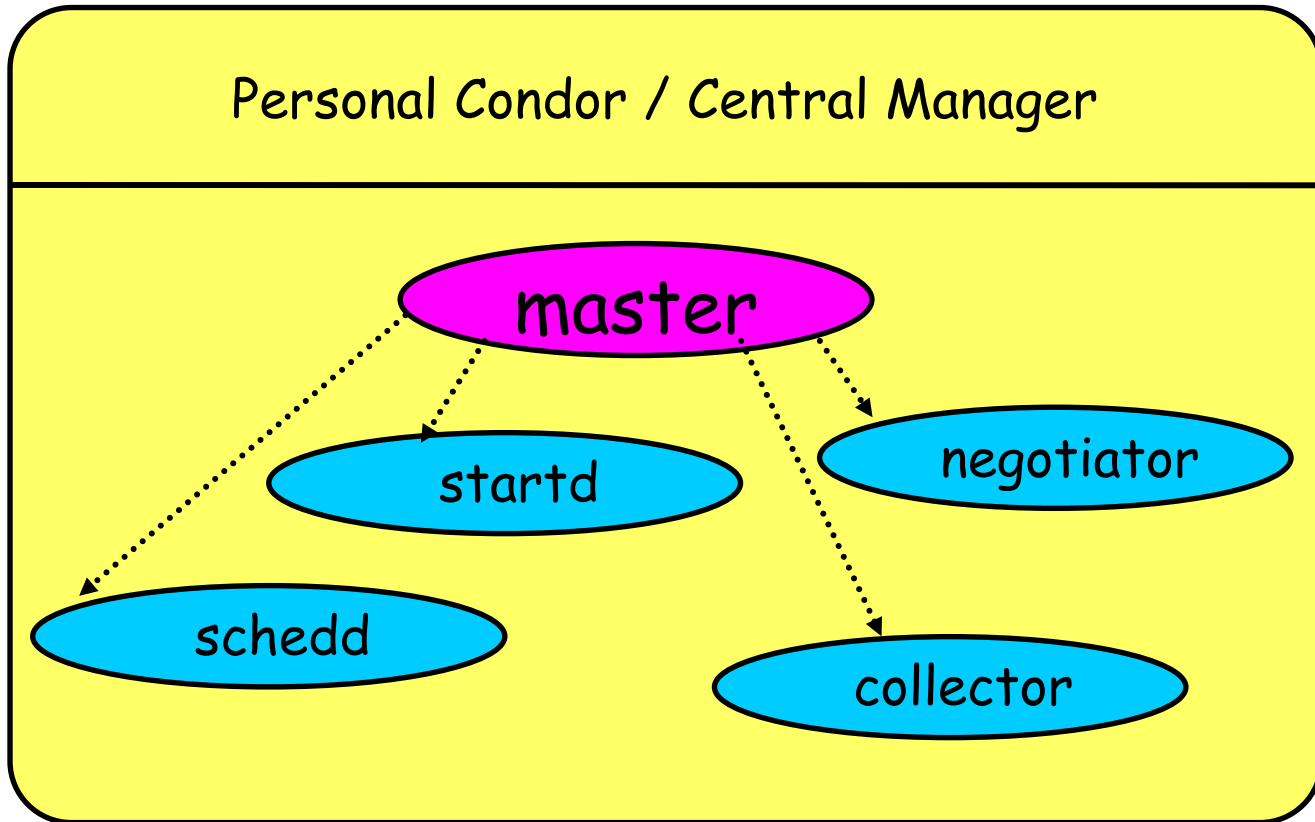 Personal Condor / Central Manager
master
negotiator
startd
schedd
collector